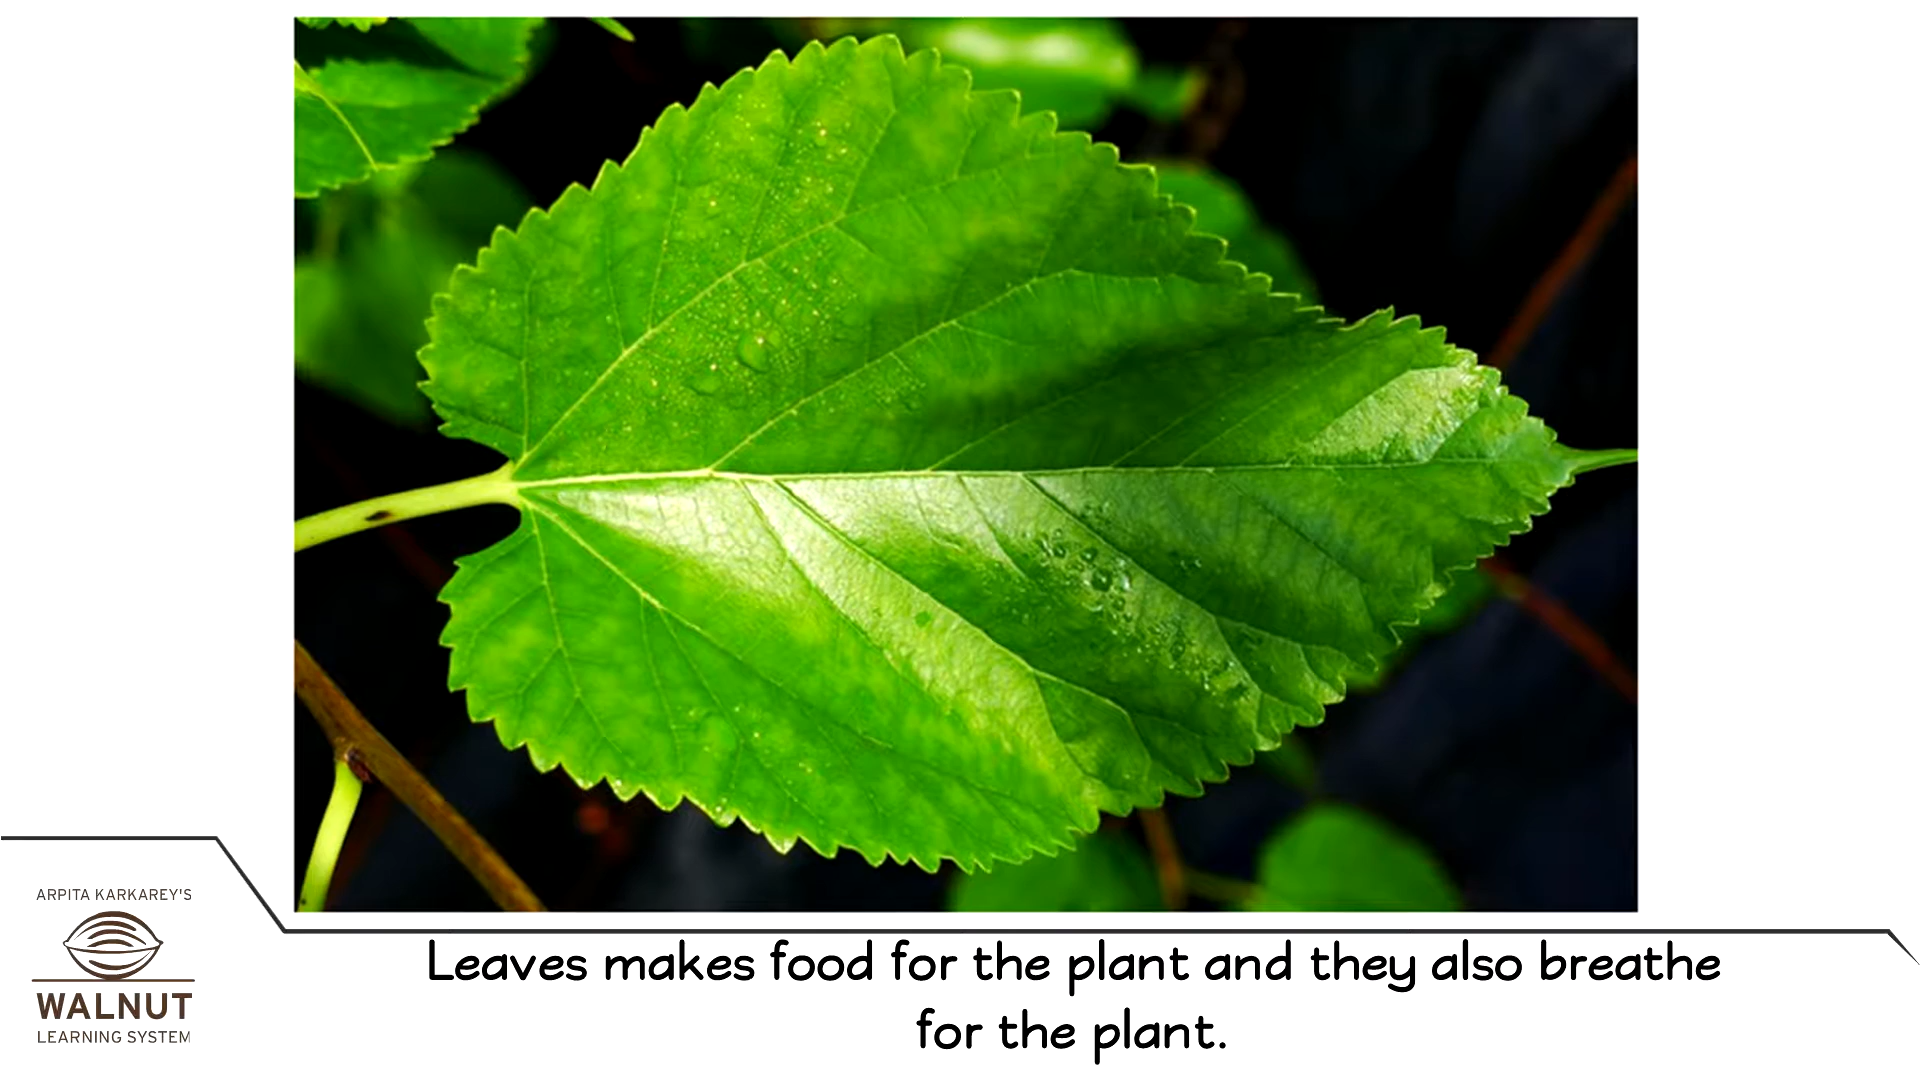 ARPITA KARKAREY'S
WALNUT
LEARNING SYSTEM
Leaves makes food for the plant and they also breathe
for the plant.